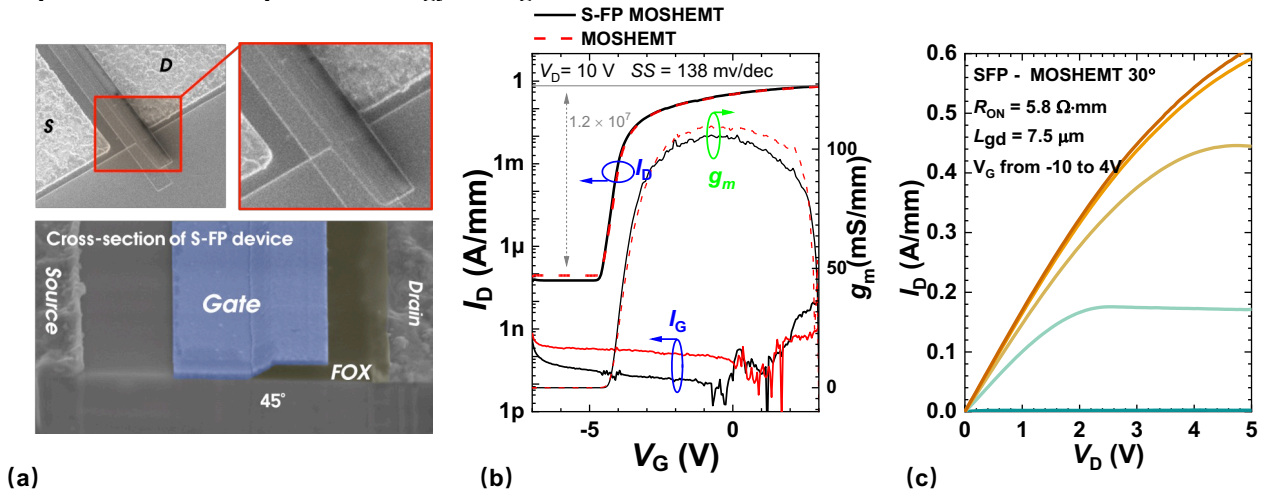 D
S
Cross-section of S-FP device
Source
Gate
Drain
FOX
45°
(a)
S-FP MOSHEMT
MOSHEMT
V_D= 10 V SS = 138 mv/dec
1.2 × 10⁷
I_D
g_m
I_G
1
1m
1µ
1n
1p
I_D (A/mm)
100
50
0
g_m (mS/mm)
-5
0
V_G (V)
(b)
SFP - MOSHEMT 30°
R_ON = 5.8 Ω·mm
L_gd = 7.5 µm
V_G from -10 to 4V
0.6
0.5
0.4
0.3
0.2
0.1
0.0
I_D (A/mm)
0
1
2
3
4
5
V_D (V)
(c)